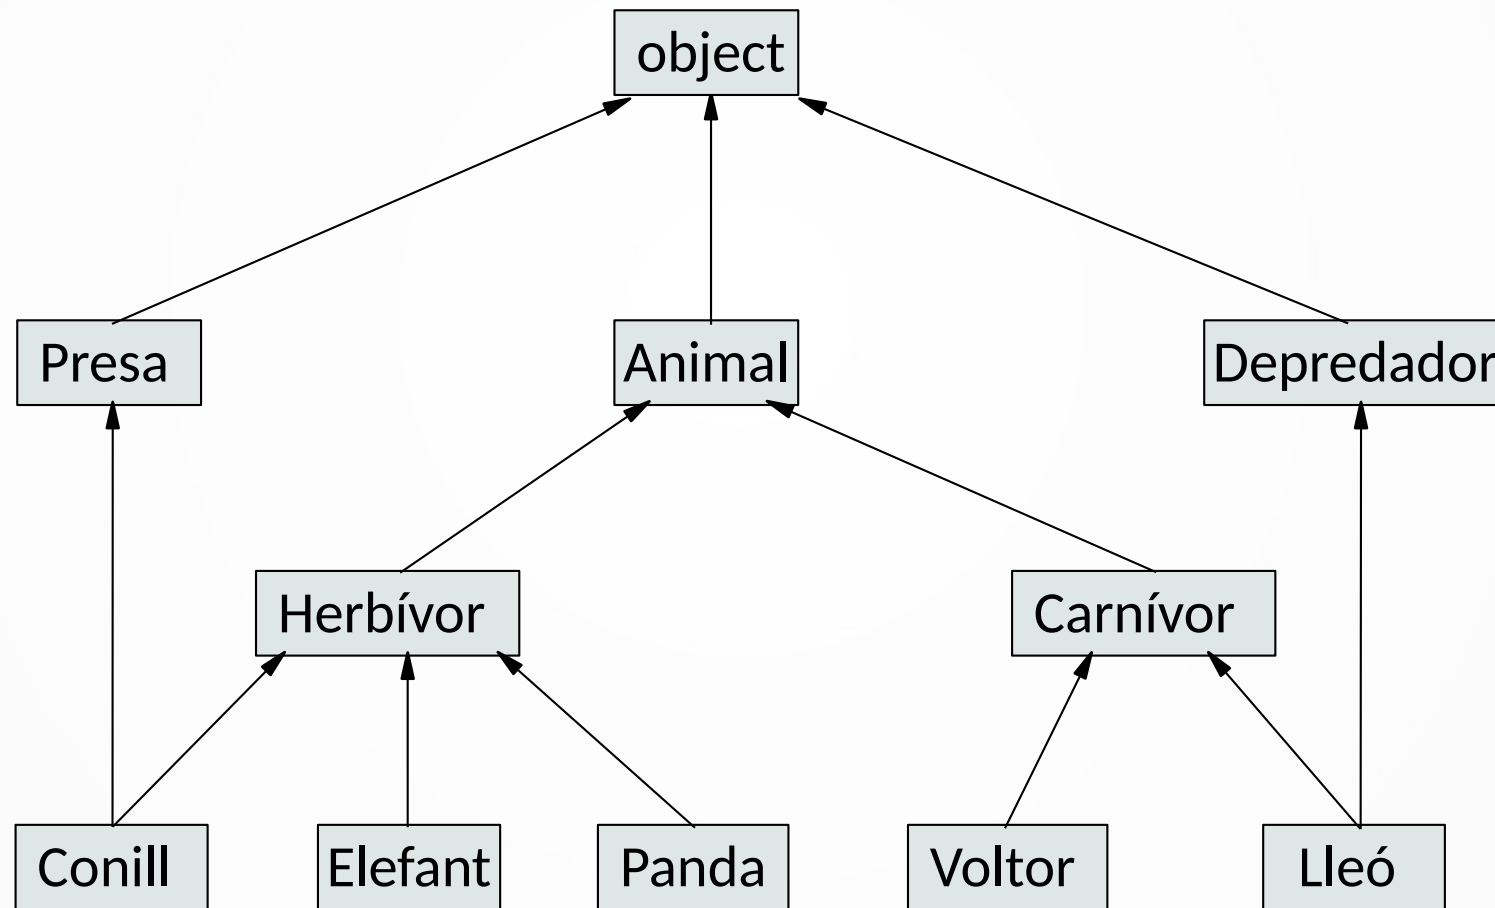 object
Presa
Animal
Depredador
Herbívor
Carnívor
Conill
Elefant
Panda
Voltor
Lleó